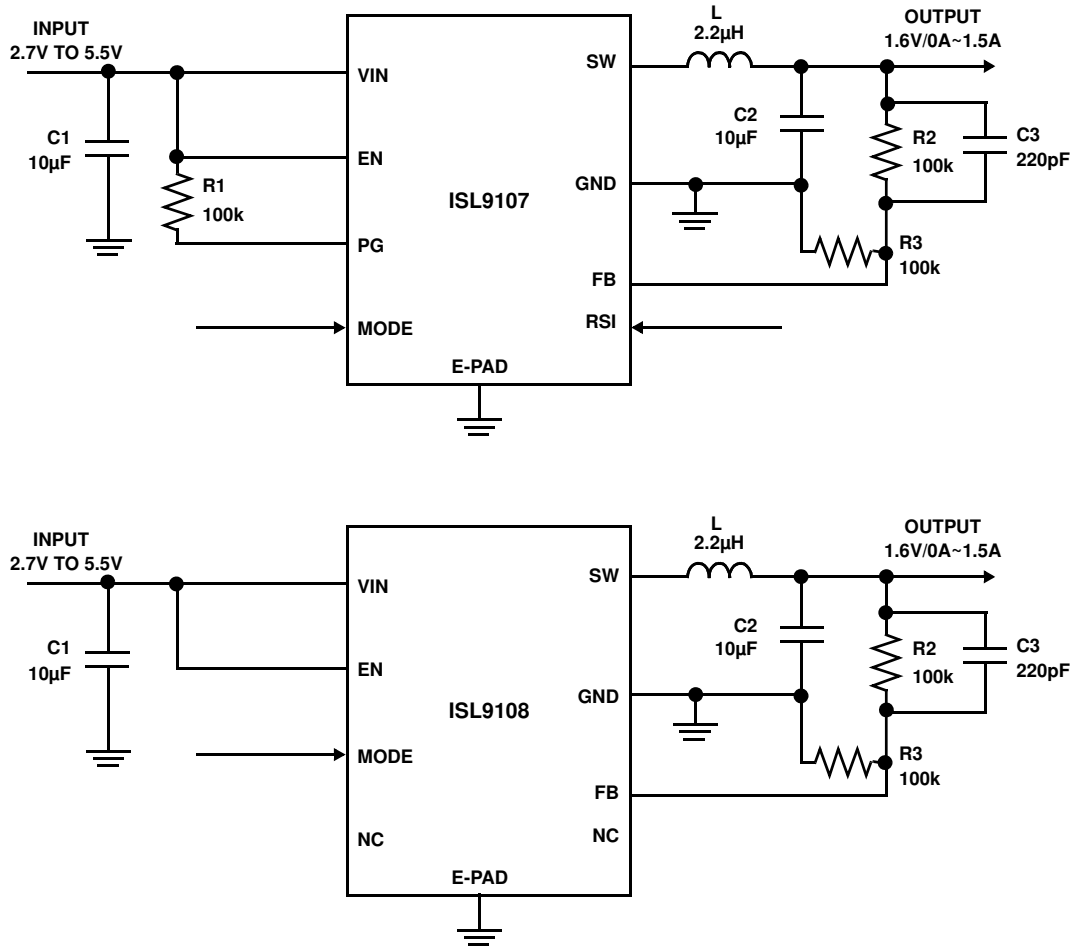 INPUT
2.7V TO 5.5V
C1
10µF
R1
100k
VIN
EN
PG
MODE
ISL9107
E-PAD
SW
GND
FB
RSI
L
2.2µH
C2
10µF
OUTPUT
1.6V/0A~1.5A
R2
100k
C3
220pF
R3
100k
INPUT
2.7V TO 5.5V
C1
10µF
VIN
EN
MODE
NC
ISL9108
E-PAD
SW
GND
FB
NC
L
2.2µH
C2
10µF
OUTPUT
1.6V/0A~1.5A
R2
100k
C3
220pF
R3
100k